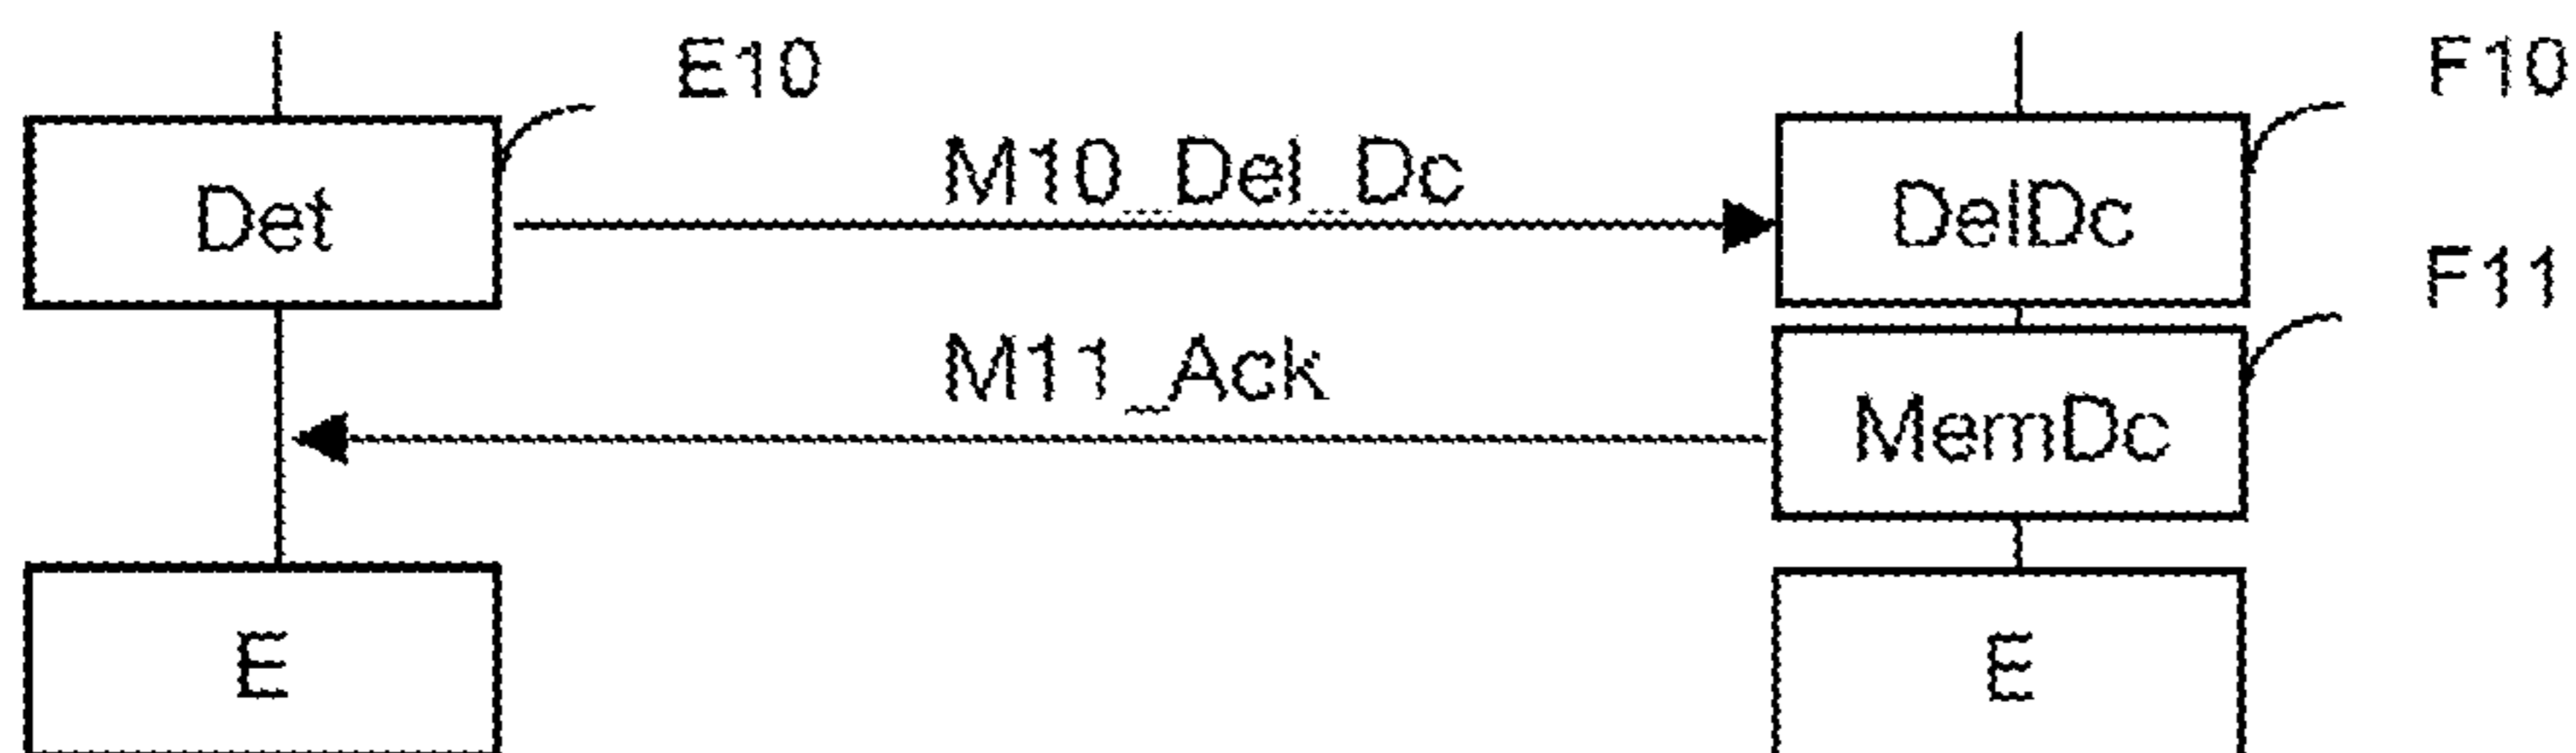 E10
F10
M10_Del_Dc
Det
DelDc
F11
M11_Ack
MemDc
E
E